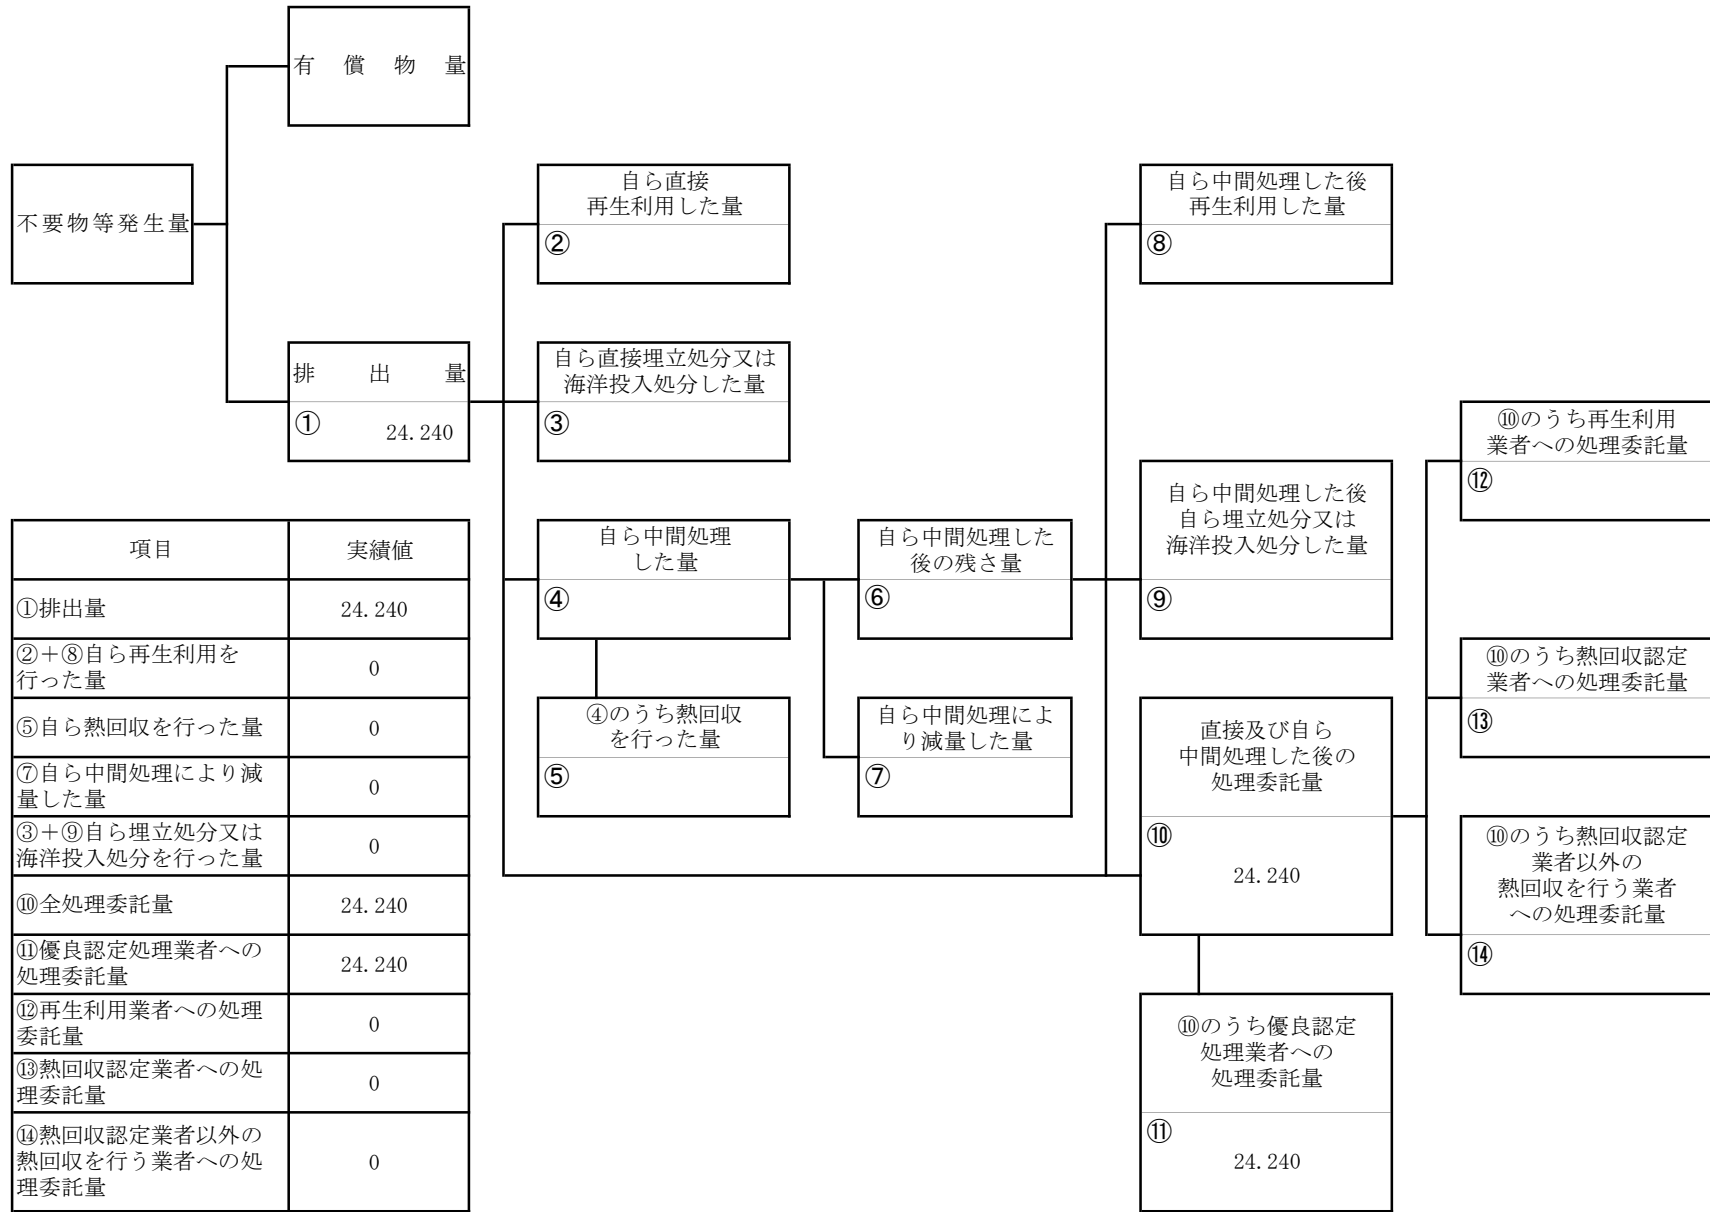 有償物量
不要物等発生量
排出量
①
24.240
自ら直接
再生利用した量
②
自ら直接埋立処分又は
海洋投入処分した量
③
自ら中間処理
した量
④
④のうち熱回収
を行った量
⑤
自ら中間処理した
後の残さ量
⑥
自ら中間処理によ
り減量した量
⑦
自ら中間処理した後
再生利用した量
⑧
自ら中間処理した後
自ら埋立処分又は
海洋投入処分した量
⑨
直接及び自ら
中間処理した後の
処理委託量
⑩
24.240
⑩のうち優良認定
処理業者への
処理委託量
⑪
24.240
⑩のうち再生利用
業者への処理委託量
⑫
⑩のうち熱回収認定
業者への処理委託量
⑬
⑩のうち熱回収認定
業者以外の
熱回収を行う業者
への処理委託量
⑭
項目 実績値
①排出量 24.240
②＋⑧自ら再生利用を
行った量
0
⑤自ら熱回収を行った量 0
⑦自ら中間処理により減
量した量
0
③＋⑨自ら埋立処分又は
海洋投入処分を行った量
0
⑩全処理委託量 24.240
⑪優良認定処理業者への
処理委託量
24.240
⑫再生利用業者への処理
委託量
0
⑬熱回収認定業者への処
理委託量
0
⑭熱回収認定業者以外の
熱回収を行う業者への処
理委託量
0